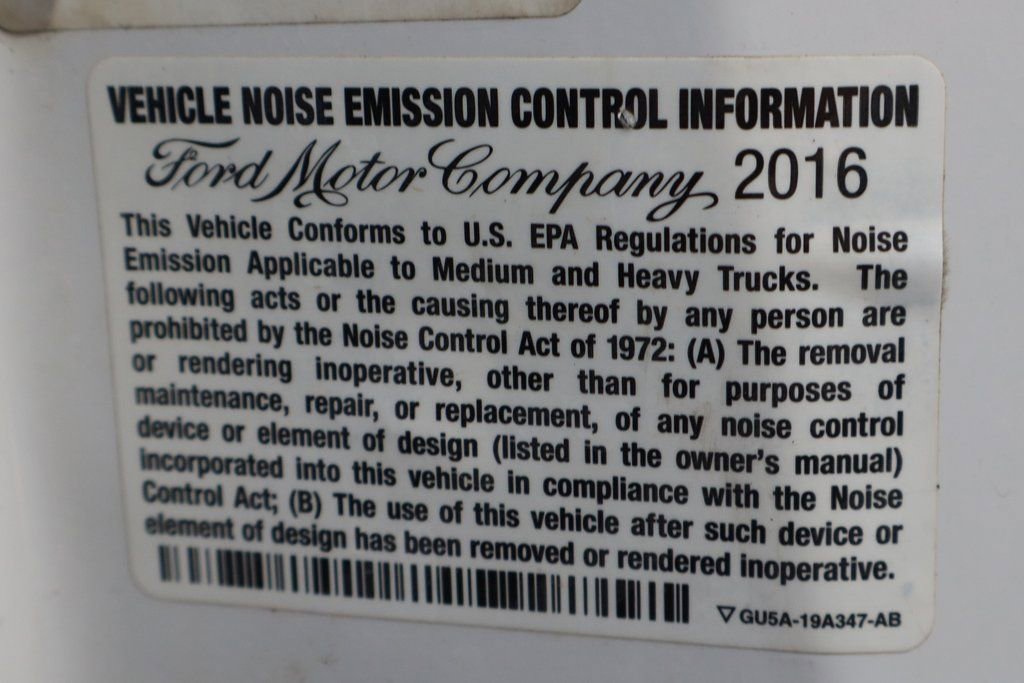 VEHICLE NOISE EMISSION CONTROL INFORMATION
Ford Motor Company 2016
This Vehicle Conforms to U.S. EPA Regulations for Noise
Emission Applicable to Medium and Heavy Trucks. The
following acts or the causing thereof by any person are
prohibited by the Noise Control Act of 1972: (A) The removal
or rendering inoperative, other than for purposes of
maintenance, repair, or replacement, of any noise control
device or element of design (listed in the owner's manual)
incorporated into this vehicle in compliance with the Noise
Control Act; (B) The use of this vehicle after such device or
element of design has been removed or rendered inoperative.
▽ GU5A-19A347-AB